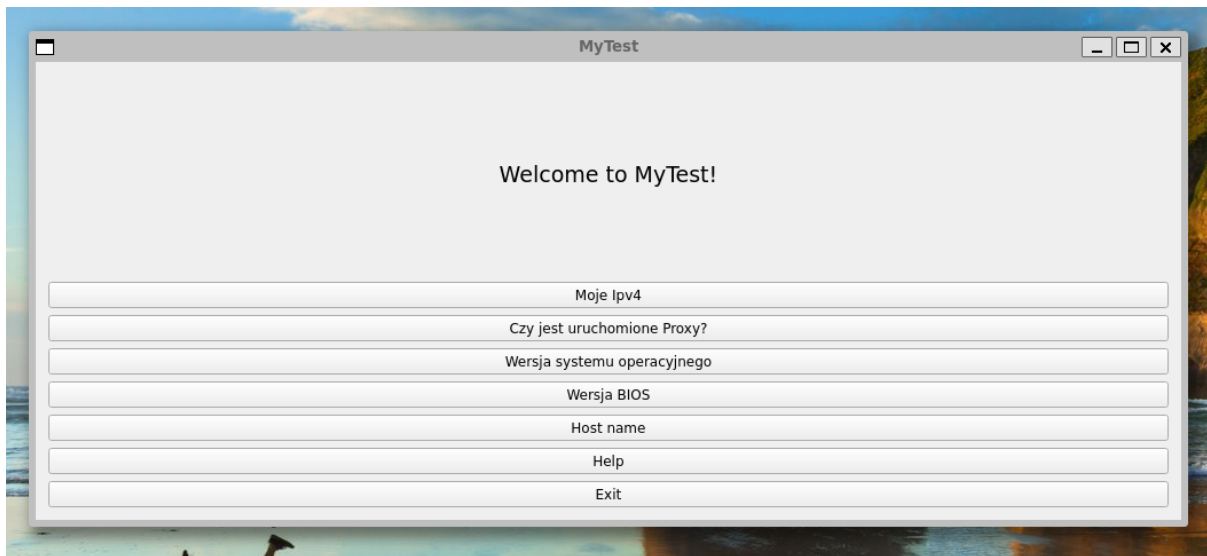 MyTest
Welcome to MyTest!
Moje Ipv4
Czy jest uruchomione Proxy?
Wersja systemu operacyjnego
Wersja BIOS
Host name
Help
Exit